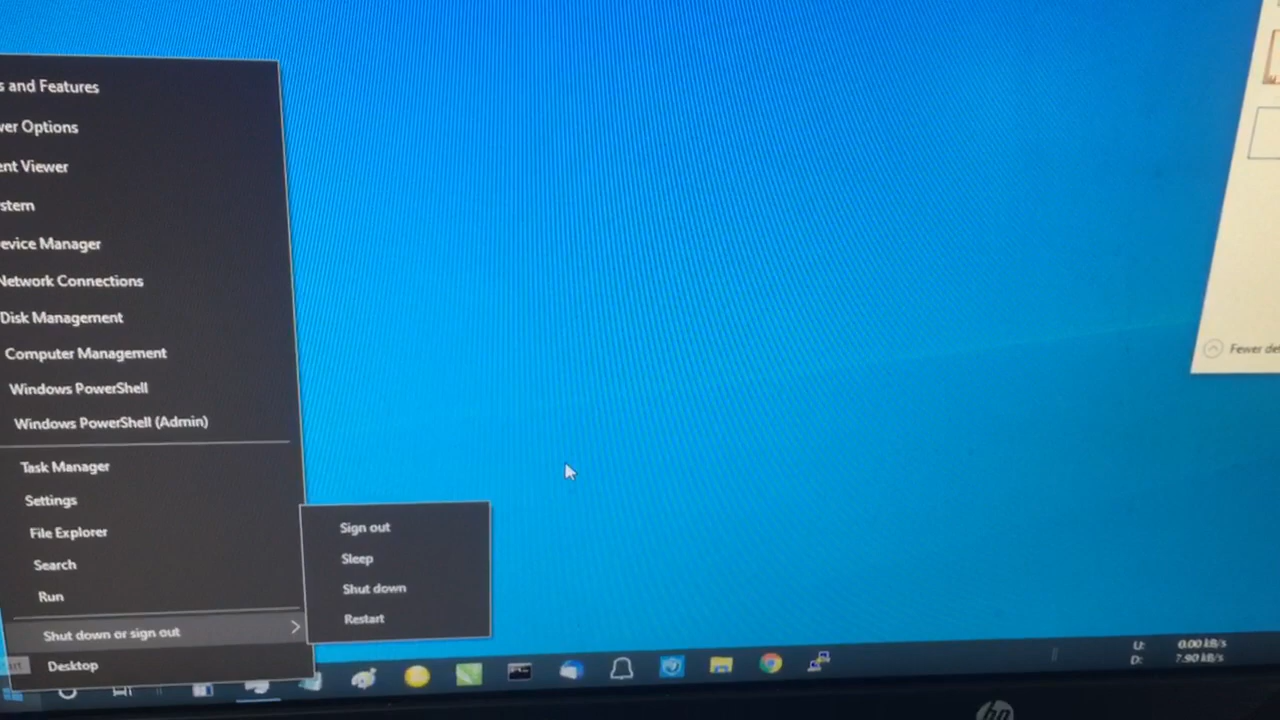 s and Features
wer Options
ent Viewer
stem
evice Manager
Network Connections
Disk Management
Computer Management
Windows PowerShell
Windows PowerShell (Admin)
Task Manager
Settings
File Explorer
Search
Run
Shut down or sign out
Desktop
Sign out
Sleep
Shut down
Restart
Fewer det
U: 0.00 kB/s
D: 7.90 kB/s
hp